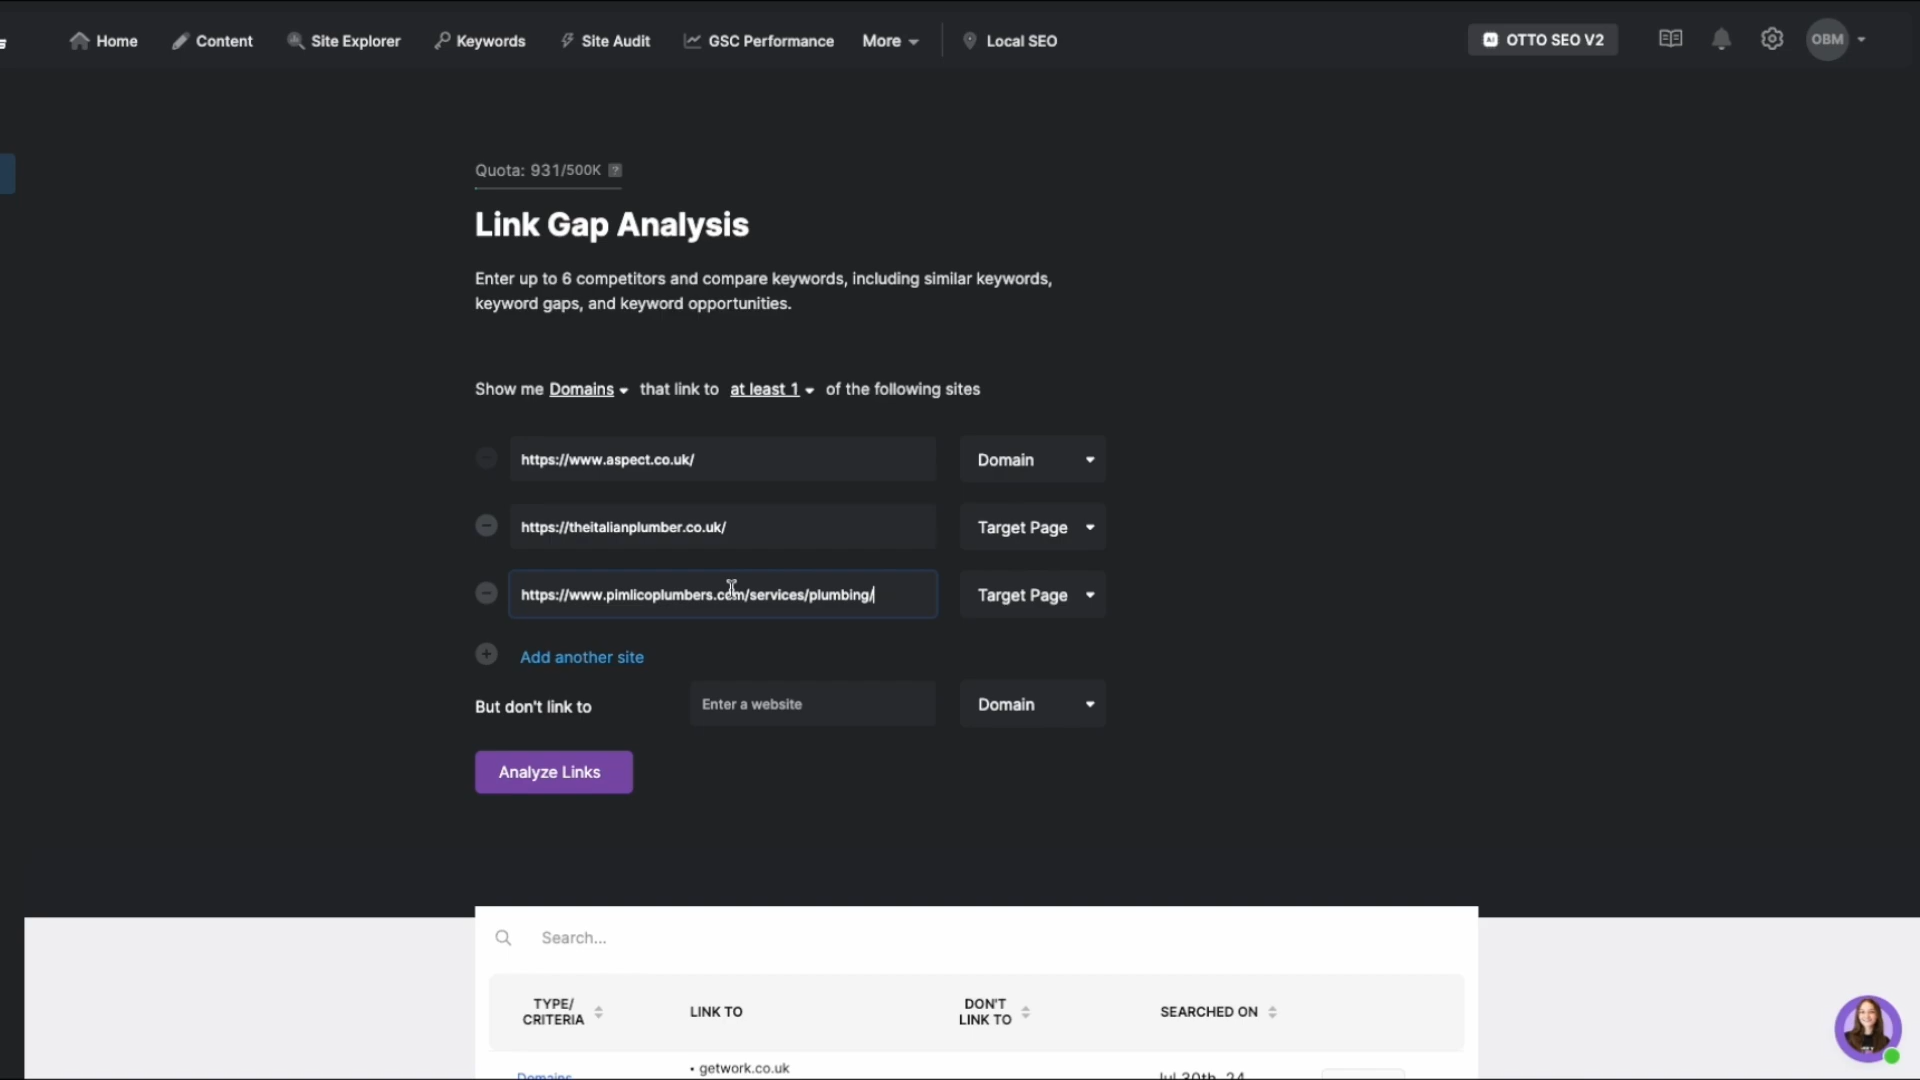 Home
Content
Site Explorer
Keywords
Site Audit
GSC Performance
More
Local SEO
AI OTTO SEO V2
OBM
Quota: 931/500K ?
Link Gap Analysis
Enter up to 6 competitors and compare keywords, including similar keywords,
keyword gaps, and keyword opportunities.
Show me Domains that link to at least 1 of the following sites
https://www.aspect.co.uk/
Domain
https://theitalianplumber.co.uk/
Target Page
https://www.pimlicoplumbers.com/services/plumbing/
Target Page
Add another site
But don't link to
Enter a website
Domain
Analyze Links
Search...
TYPE/
CRITERIA
LINK TO
DON'T
LINK TO
SEARCHED ON
Domains
• getwork.co.uk
Jul 30th, 24